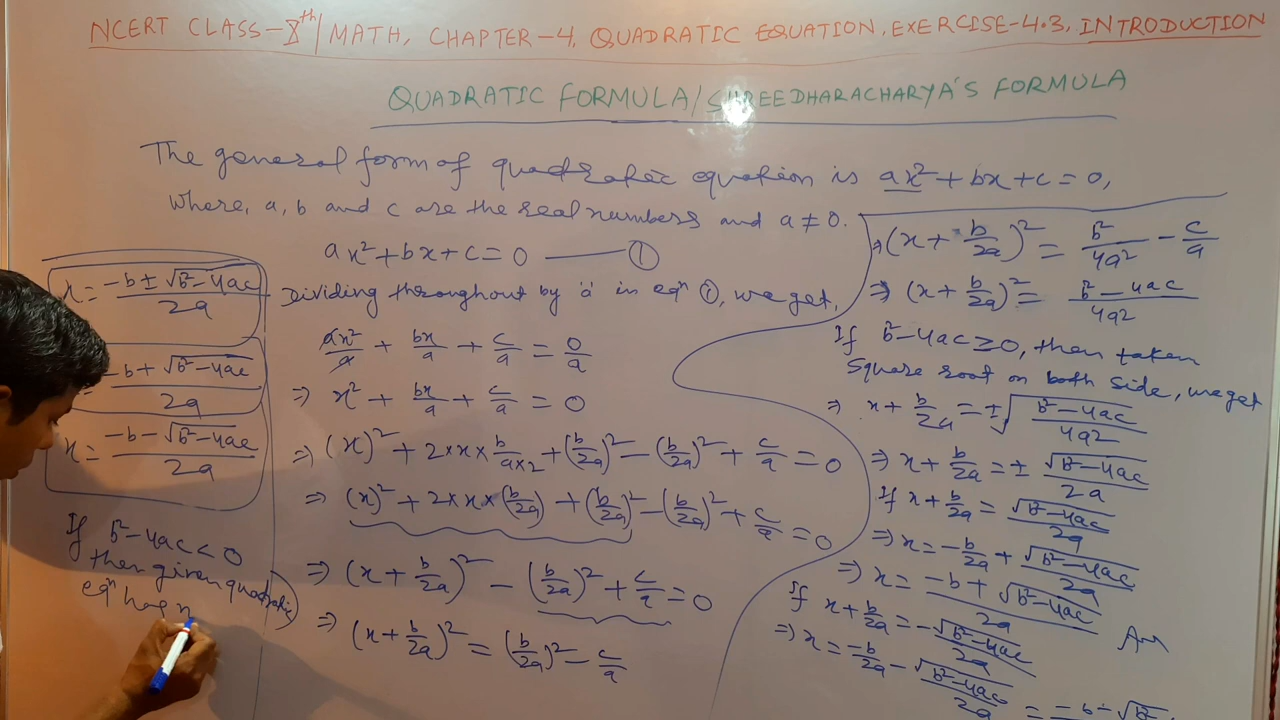 NCERT CLASS-X^th/MATH, CHAPTER-4, QUADRATIC EQUATION, EXERCISE-4.3, INTRODUCTION
QUADRATIC FORMULA/SHREEDHARACHARYA'S FORMULA
The general form of quadratic equation is ax²+bx+c=0,
where, a, b and c are the real numbers and a≠0.
ax²+bx+c=0 — ①
Dividing throughout by 'a' in eqⁿ ①, we get,
ax²/a + bx/a + c/a = 0/a
⇒ x² + bx/a + c/a = 0
⇒ (x)² + 2×x×b/(a×2) + (b/2a)² − (b/2a)² + c/a = 0
⇒ (x)² + 2×x×(b/2a) + (b/2a)² − (b/2a)² + c/a = 0
⇒ (x + b/2a)² − (b/2a)² + c/a = 0
⇒ (x + b/2a)² = (b/2a)² − c/a
⇒ (x + b/2a)² = b²/4a² − c/a
⇒ (x + b/2a)² = (b²−4ac)/4a²
If b²−4ac ≥ 0, then taken
Square root on both side, we get
⇒ x + b/2a = ±√((b²−4ac)/4a²)
⇒ x + b/2a = ± √(b²−4ac)/2a
If x + b/2a = √(b²−4ac)/2a
⇒ x = −b/2a + √(b²−4ac)/2a
⇒ x = (−b + √(b²−4ac))/2a Ans
If x + b/2a = −√(b²−4ac)/2a
⇒ x = −b/2a − √(b²−4ac)/2a = −b − √(b²
x = (−b ± √(b²−4ac))/2a
−b + √(b²−4ac)/2a
x = (−b − √(b²−4ac))/2a
If b²−4ac < 0
then given quadratic
eqⁿ has n